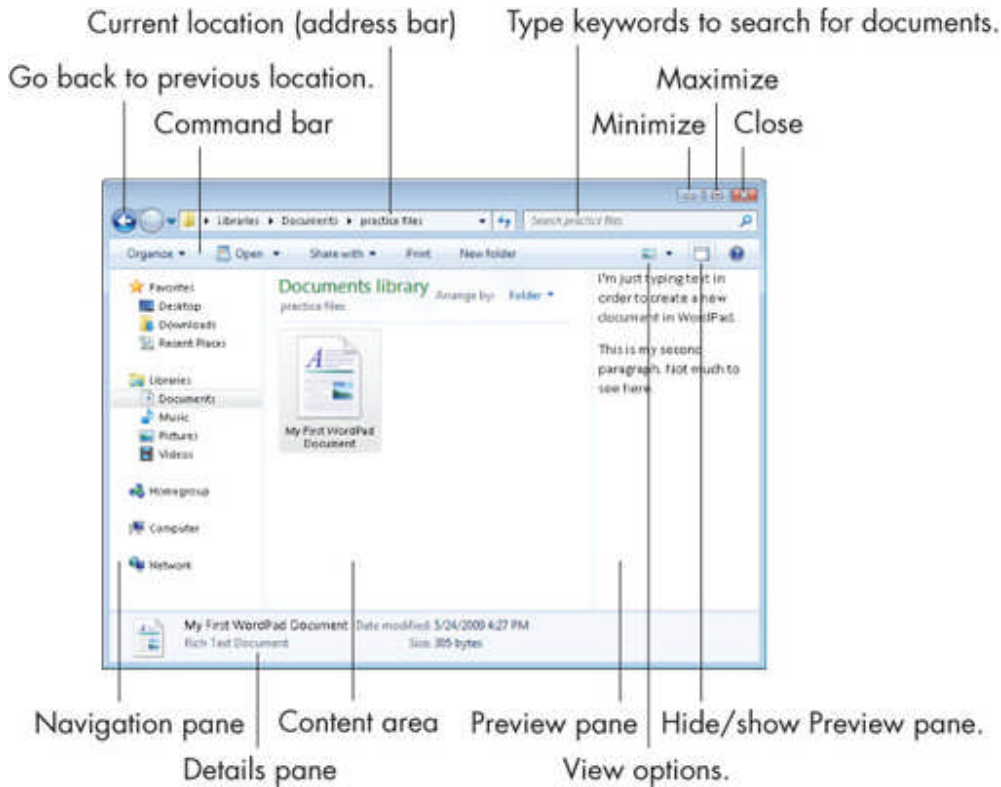 Current location (address bar)
Type keywords to search for documents.
Go back to previous location.
Maximize
Command bar
Minimize
Close
Libraries Documents practice files
Search practice files
Organize Open Share with Print New folder
Favorites
Desktop
Downloads
Recent Places
Libraries
Documents
Music
Pictures
Videos
Homegroup
Computer
Network
Documents library
practice files
Arrange by: Folder
My First WordPad
Document
I'm just typing text in
order to create a new
document in WordPad.
This is my second
paragraph. Not much to
see here.
My First WordPad Document Date modified: 5/24/2009 4:27 PM
Rich Text Document Size: 305 bytes
Navigation pane
Content area
Preview pane
Hide/show Preview pane.
Details pane
View options.